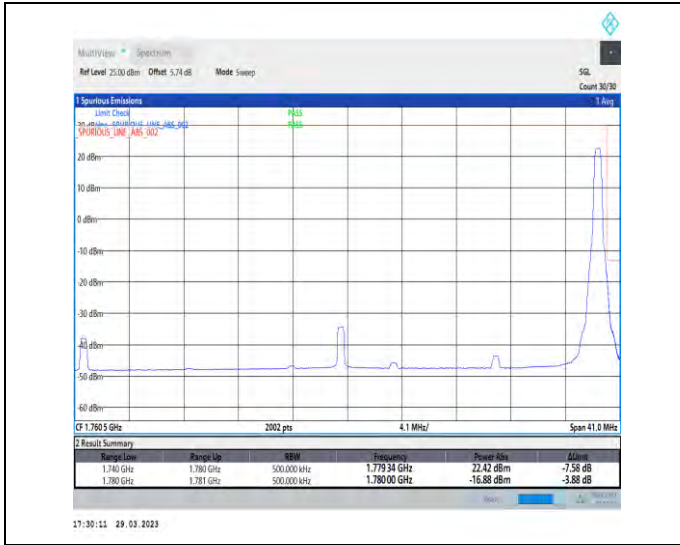 MultiView Spectrum
Ref Level 25.00 dBm Offset 5.74 dB Mode Sweep SGL
Count 30/30
1 Spurious Emissions 1 Avg
Limit Check PASS
SPURIOUS_LINE_ABS_002 PASS
20 dBm
10 dBm
0 dBm
-10 dBm
-20 dBm
-30 dBm
-40 dBm
-50 dBm
-60 dBm
CF 1.7605 GHz 2002 pts 4.1 MHz/ Span 41.0 MHz
2 Result Summary
Range Low Range Up RBW Frequency Power Abs ΔLimit
1.740 GHz 1.780 GHz 500.000 kHz 1.77934 GHz 22.42 dBm -7.58 dB
1.780 GHz 1.781 GHz 500.000 kHz 1.78000 GHz -16.88 dBm -3.88 dB
17:30:11 29.03.2023